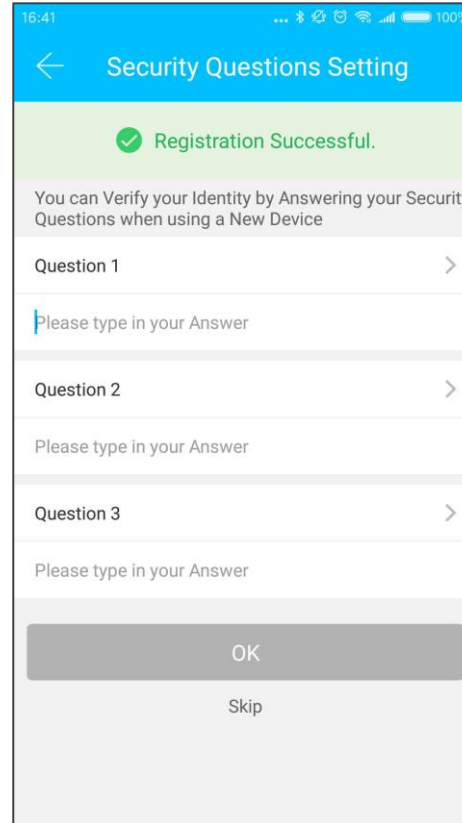 16:41 ... 100%
Security Questions Setting
Registration Successful.
You can Verify your Identity by Answering your Securit
Questions when using a New Device
Question 1
Please type in your Answer
Question 2
Please type in your Answer
Question 3
Please type in your Answer
OK
Skip